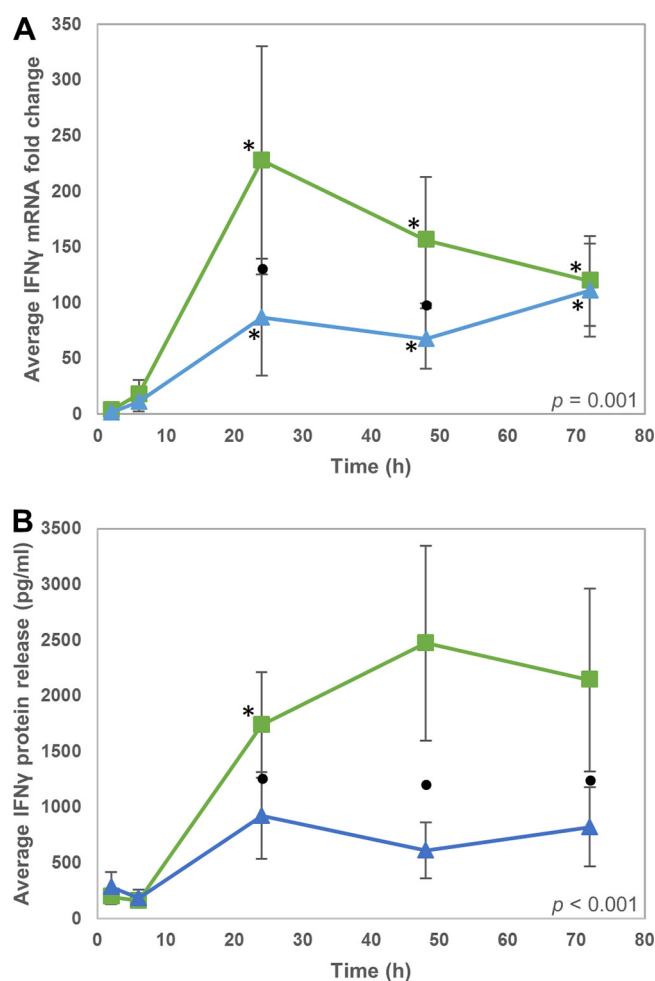 A
Average IFNγ mRNA fold change
350
300
250
200
150
100
50
0
*
*
*
*
*
*
p = 0.001
0 10 20 30 40 50 60 70 80
Time (h)
B
Average IFNγ protein release (pg/ml)
3500
3000
2500
2000
1500
1000
500
0
*
p < 0.001
0 10 20 30 40 50 60 70 80
Time (h)